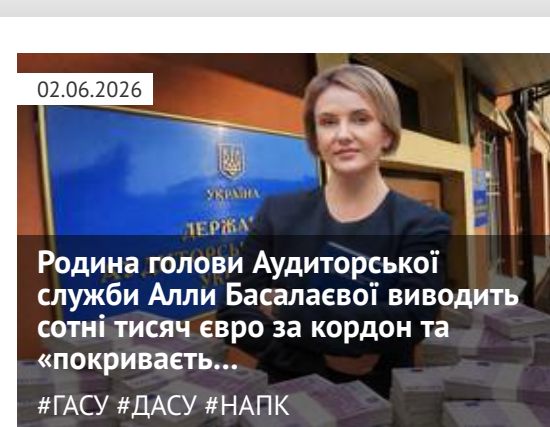 02.06.2026
УКРАЇНА
ДЕРЖА
Родина голови Аудиторської
служби Алли Басалаєвої виводить
сотні тисяч євро за кордон та
«покриваєть...
#ГАСУ #ДАСУ #НАПК